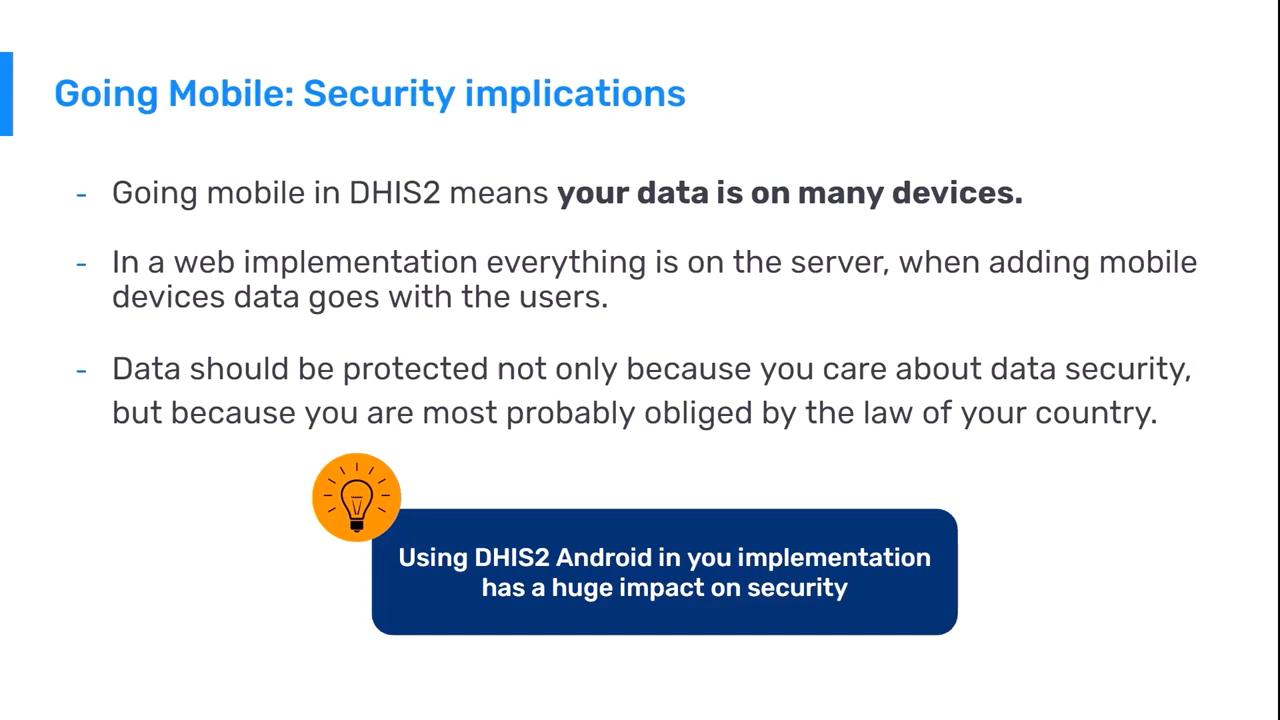 Going Mobile: Security implications
- Going mobile in DHIS2 means your data is on many devices.
- In a web implementation everything is on the server, when adding mobile
devices data goes with the users.
- Data should be protected not only because you care about data security,
but because you are most probably obliged by the law of your country.
Using DHIS2 Android in you implementation
has a huge impact on security